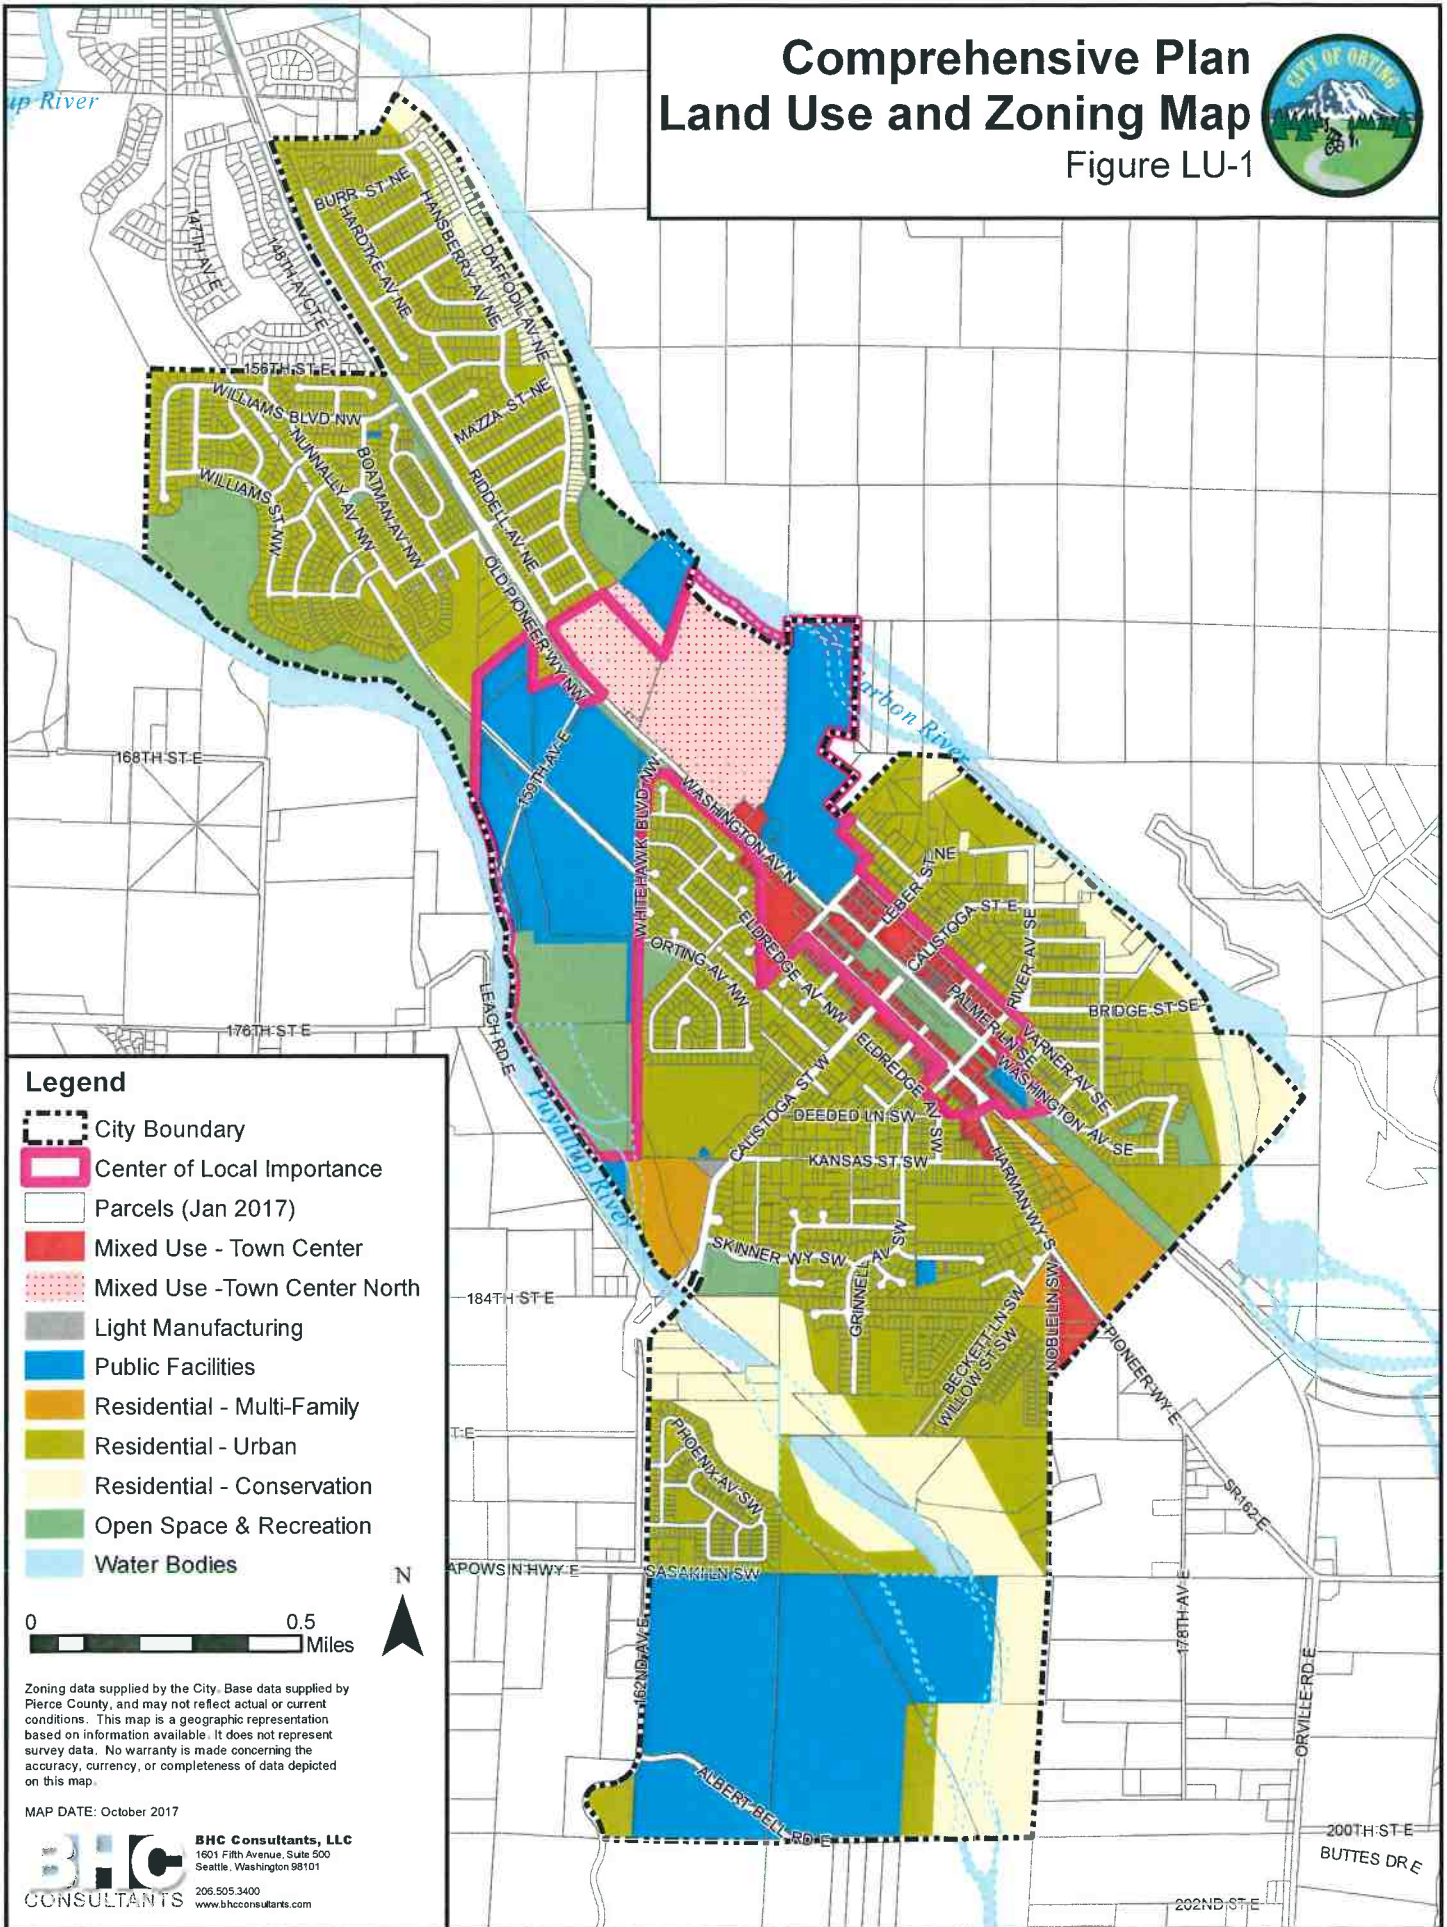 Comprehensive Plan
Land Use and Zoning Map
Figure LU-1
CITY OF ORTING
up River
BURR ST NE
HARDTKE AV NE
HANSBERRY AV NE
DAFFODIL AV NE
147TH AV E
148TH AVCT E
156TH ST E
WILLIAMS BLVD NW
NUNNALLY AV NW
BOATMAN AV NW
WILLIAMS ST NW
MAZZA ST NE
RIDDELL AV NE
OLD PIONEER WY NW
168TH ST E
159TH AV E
WHITEHAWK BLVD NW
WASHINGTON AV N
arbon River
LEBER ST NE
CALISTOGA ST E
RIVER AV SE
ELDREDGE AV NW
ORTING AV NW
PALMER LN SE
BRIDGE ST SE
VARNER AV SE
WASHINGTON AV SE
LEACH RD E
176TH ST E
ELDREDGE AV SW
CALISTOGA ST W
DEEDED LN SW
KANSAS ST SW
HARMAN WY S
Puyallup River
SKINNER WY SW
GRINNELL AV SW
184TH ST E
BECKETT LN SW
WILLOW ST SW
NOBLE LN SW
PIONEER WY E
T E
PHOENIX AV SW
SR162 E
APOWSIN HWY E
SASAKI LN SW
162ND AV E
178TH AV E
ORVILLE RD E
ALBERT BELL RD E
200TH ST E
BUTTES DR E
202ND ST E
Legend
City Boundary
Center of Local Importance
Parcels (Jan 2017)
Mixed Use - Town Center
Mixed Use -Town Center North
Light Manufacturing
Public Facilities
Residential - Multi-Family
Residential - Urban
Residential - Conservation
Open Space & Recreation
Water Bodies
N
0 0.5
Miles
Zoning data supplied by the City. Base data supplied by
Pierce County, and may not reflect actual or current
conditions. This map is a geographic representation
based on information available. It does not represent
survey data. No warranty is made concerning the
accuracy, currency, or completeness of data depicted
on this map.
MAP DATE: October 2017
BHC
CONSULTANTS
BHC Consultants, LLC
1601 Fifth Avenue, Suite 500
Seattle, Washington 98101
206.505.3400
www.bhcconsultants.com